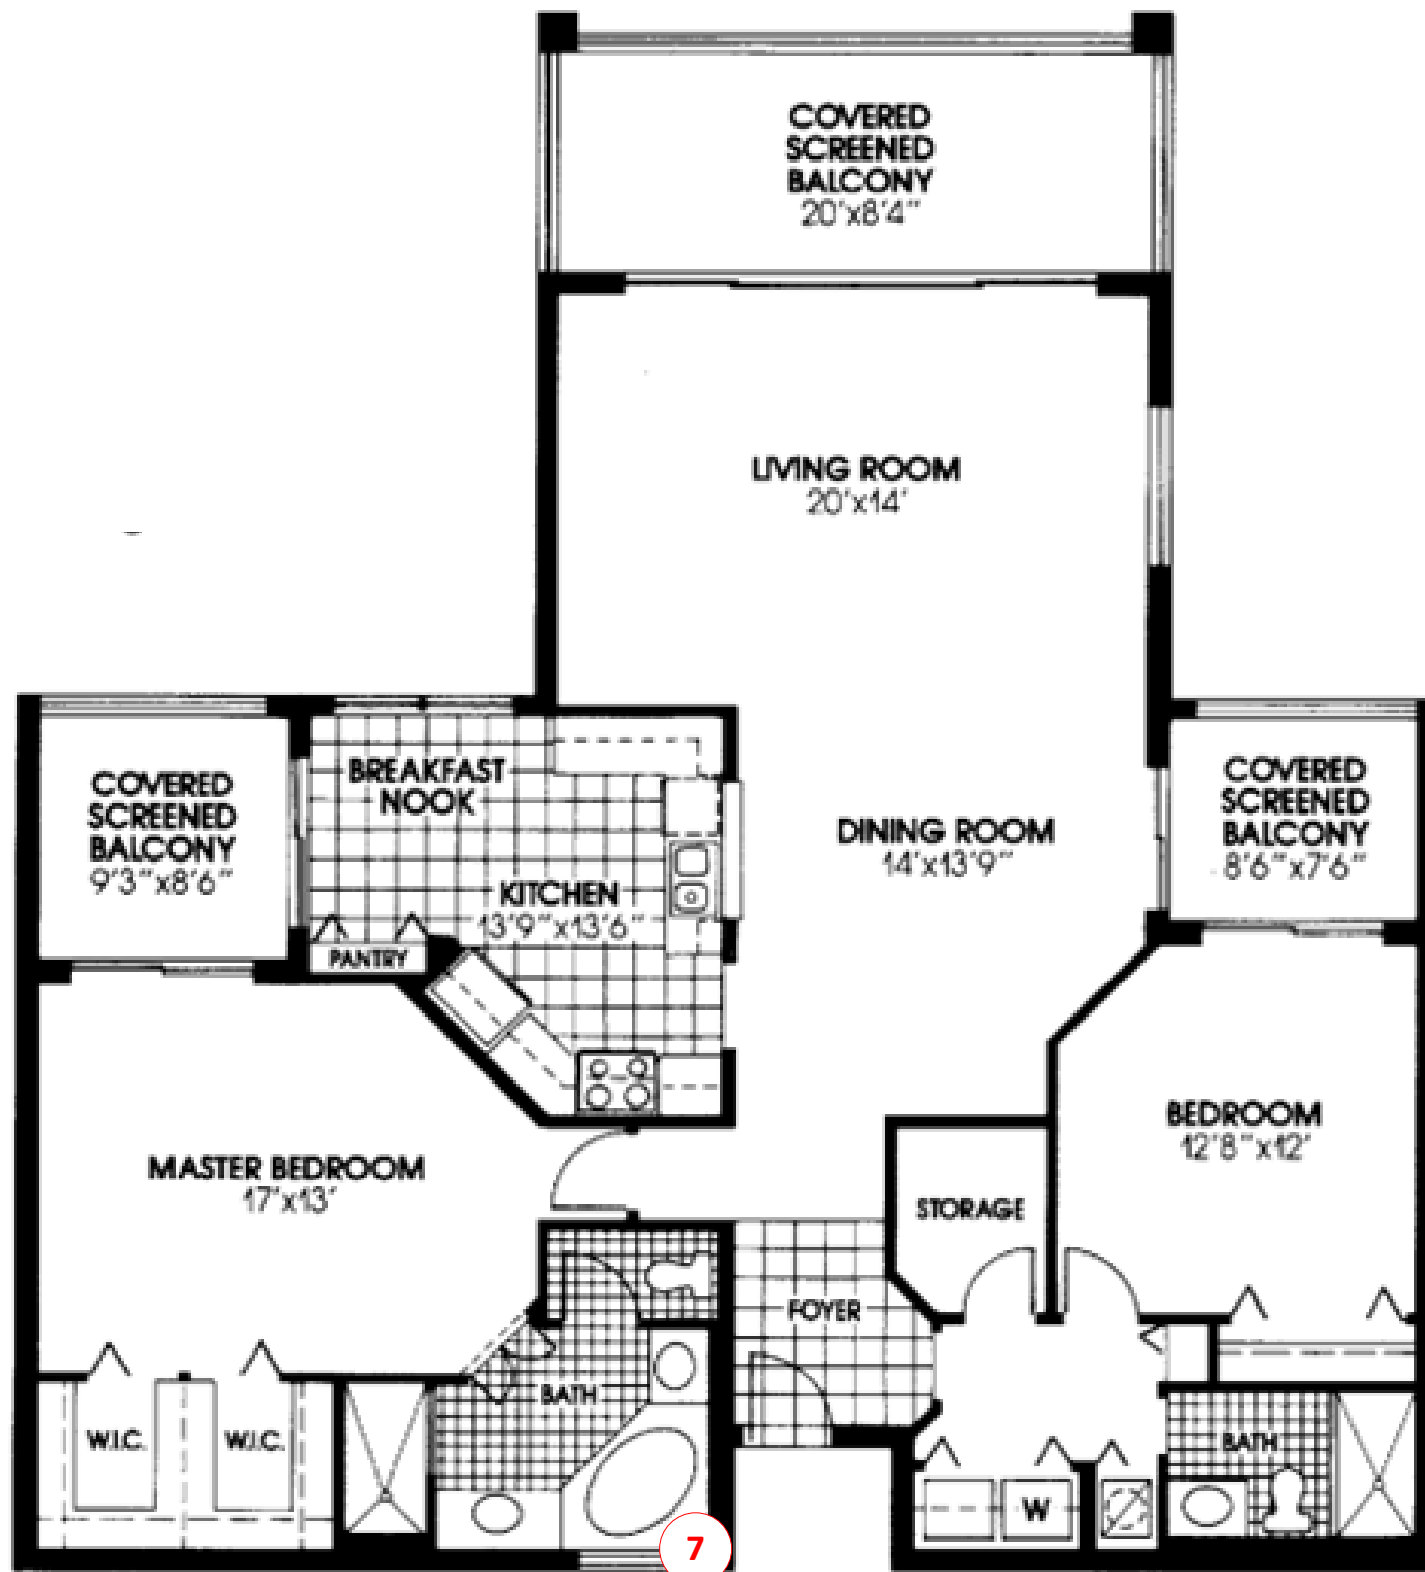 COVERED
SCREENED
BALCONY
20'x8'4"
LIVING ROOM
20'x14'
COVERED
SCREENED
BALCONY
9'3"x8'6"
BREAKFAST
NOOK
KITCHEN
13'9"x13'6"
PANTRY
DINING ROOM
14'x13'9"
COVERED
SCREENED
BALCONY
8'6"x7'6"
MASTER BEDROOM
17'x13'
BEDROOM
12'8"x12'
STORAGE
FOYER
BATH
W.I.C.
W.I.C.
BATH
W
7